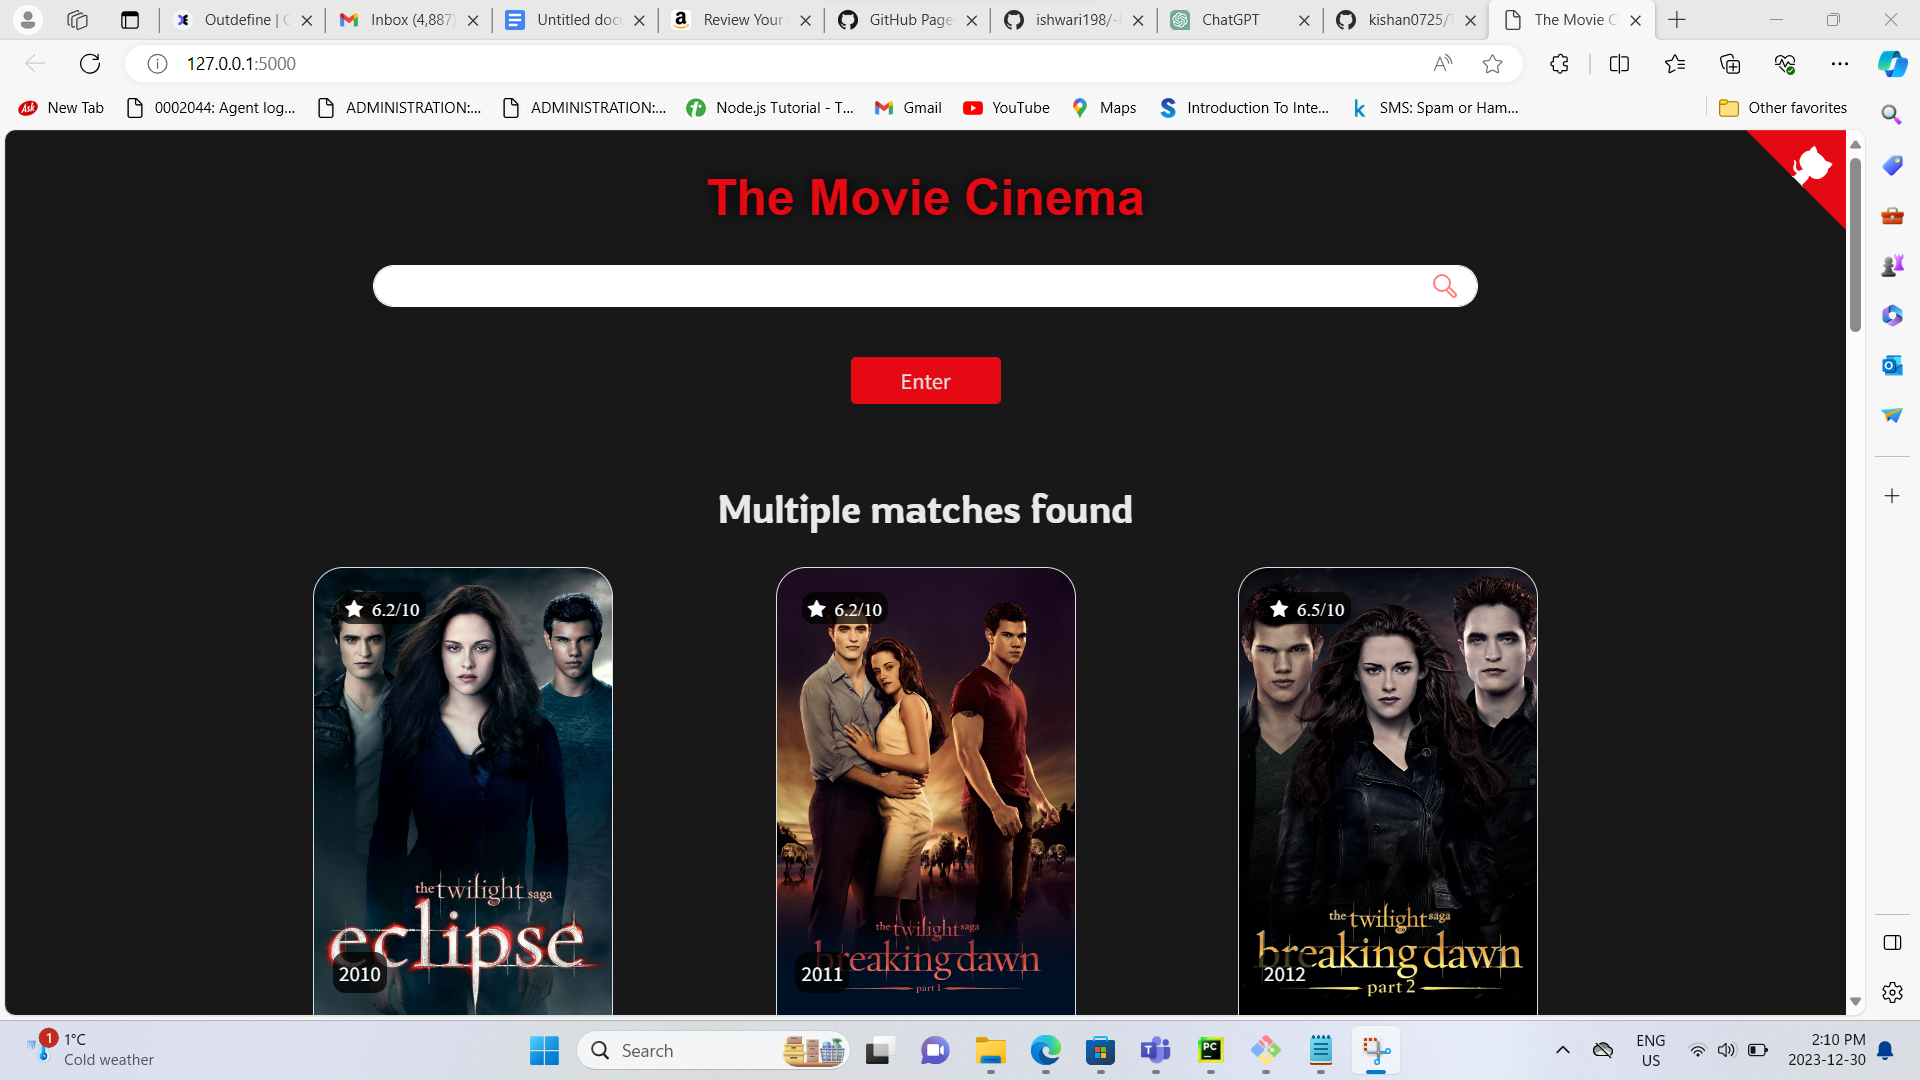 Outdefine | G
Inbox (4,887)
Untitled docu
Review Your
GitHub Page
ishwari198/-
ChatGPT
kishan0725/T
The Movie C
127.0.0.1:5000
Ask New Tab
0002044: Agent log...
ADMINISTRATION:...
ADMINISTRATION:...
Node.js Tutorial - T...
Gmail
YouTube
Maps
Introduction To Inte...
SMS: Spam or Ham...
Other favorites
The Movie Cinema
Enter
Multiple matches found
6.2/10
the twilight saga
eclipse
2010
6.2/10
the twilight saga
breaking dawn
part 1
2011
6.5/10
the twilight saga
breaking dawn
part 2
2012
1
1°C
Cold weather
Search
PC
ENG
US
2:10 PM
2023-12-30